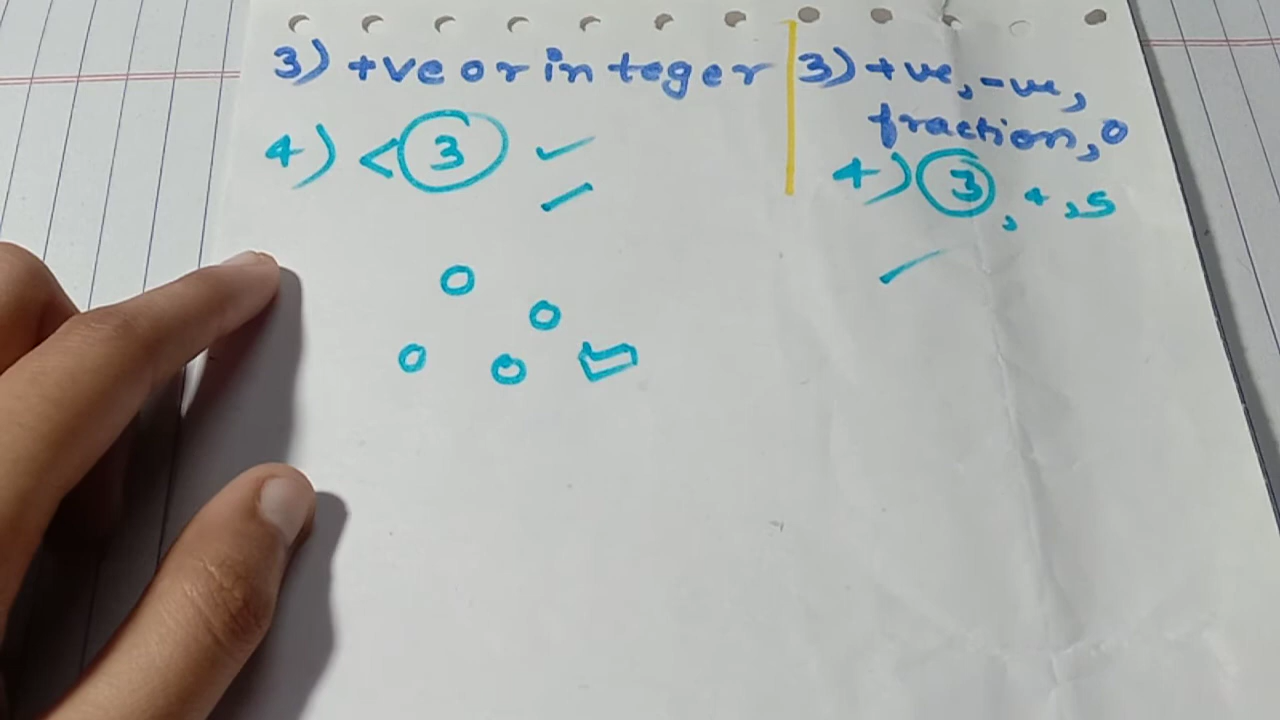 3) +ve or integer
4) <3
3) +ve, -ve,
fraction, 0
4) 3, 4, 5